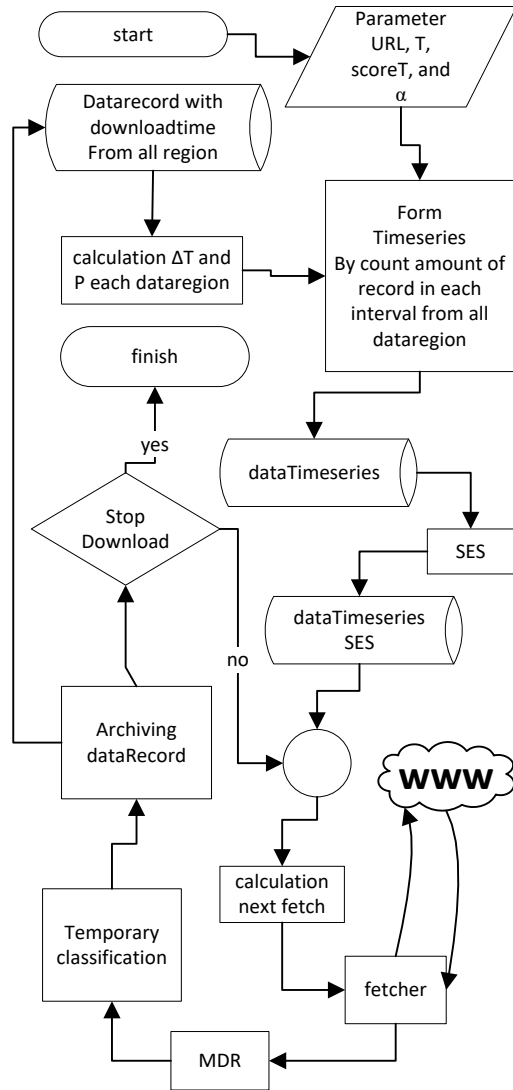 start
Parameter
URL, T,
scoreT, and
α
Datarecord with
downloadtime
From all region
Form
Timeseries
By count amount of
record in each
interval from all
dataregion
calculation ΔT and
P each dataregion
finish
yes
dataTimeseries
Stop
Download
SES
dataTimeseries
SES
no
Archiving
dataRecord
WWW
calculation
next fetch
Temporary
classification
fetcher
MDR